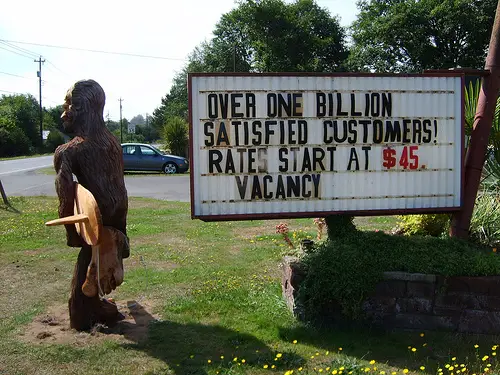 OVER ONE BILLION
SATISFIED CUSTOMERS!
RATES START AT $45.
VACANCY